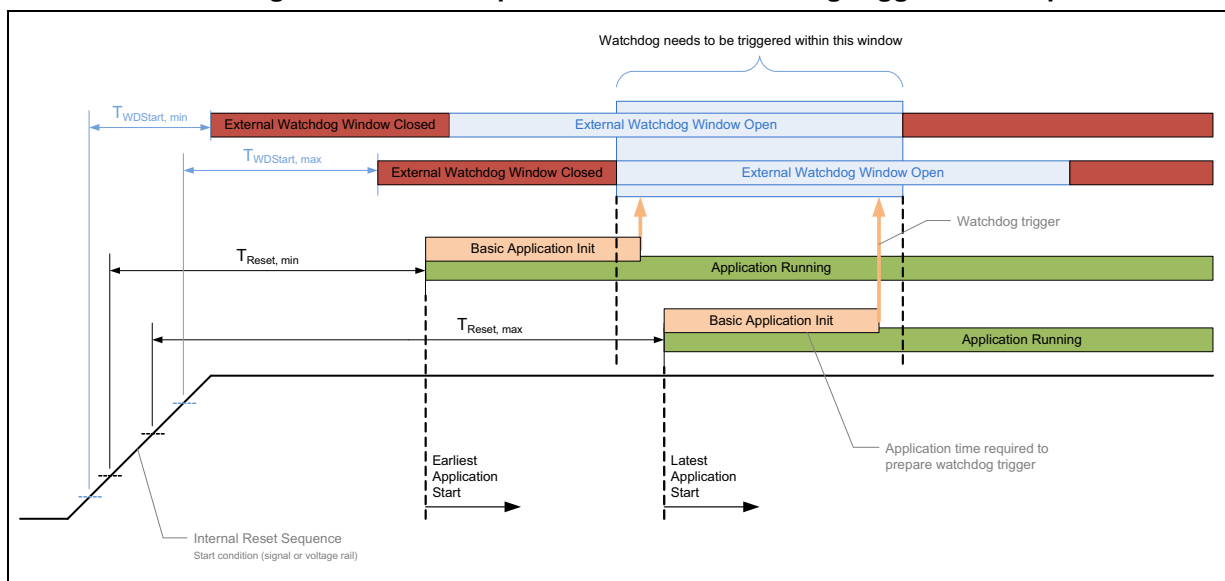 Watchdog needs to be triggered within this window
TWDStart, min
External Watchdog Window Closed
External Watchdog Window Open
TWDStart, max
External Watchdog Window Closed
External Watchdog Window Open
Watchdog trigger
Basic Application Init
TReset, min
Application Running
Basic Application Init
TReset, max
Application Running
Application time required to
prepare watchdog trigger
Earliest
Application
Start
Latest
Application
Start
Internal Reset Sequence
Start condition (signal or voltage rail)